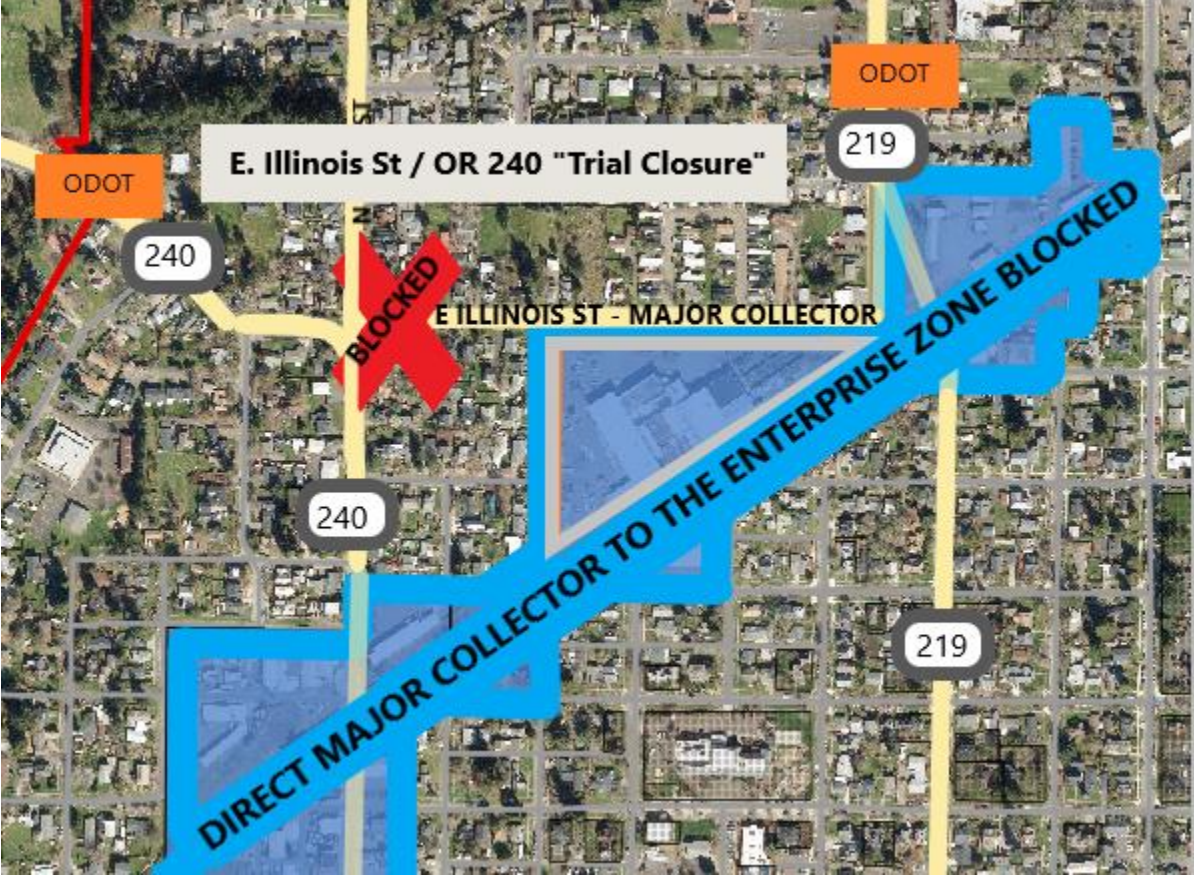 ODOT
E. Illinois St / OR 240 "Trial Closure"
219
ODOT
240
BLOCKED
E ILLINOIS ST - MAJOR COLLECTOR
240
219
DIRECT MAJOR COLLECTOR TO THE ENTERPRISE ZONE BLOCKED